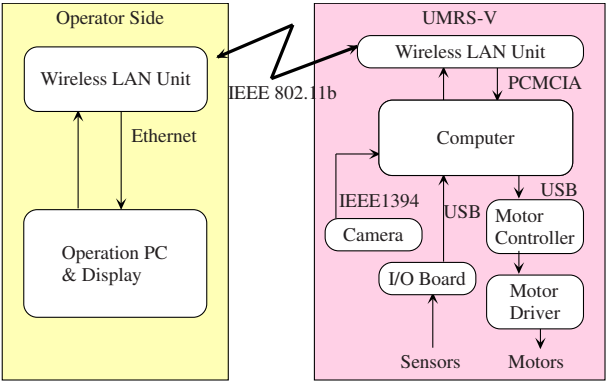 Operator Side
Wireless LAN Unit
Ethernet
Operation PC
& Display
IEEE 802.11b
UMRS-V
Wireless LAN Unit
PCMCIA
Computer
IEEE1394
Camera
USB
I/O Board
Sensors
USB
Motor
Controller
Motor
Driver
Motors